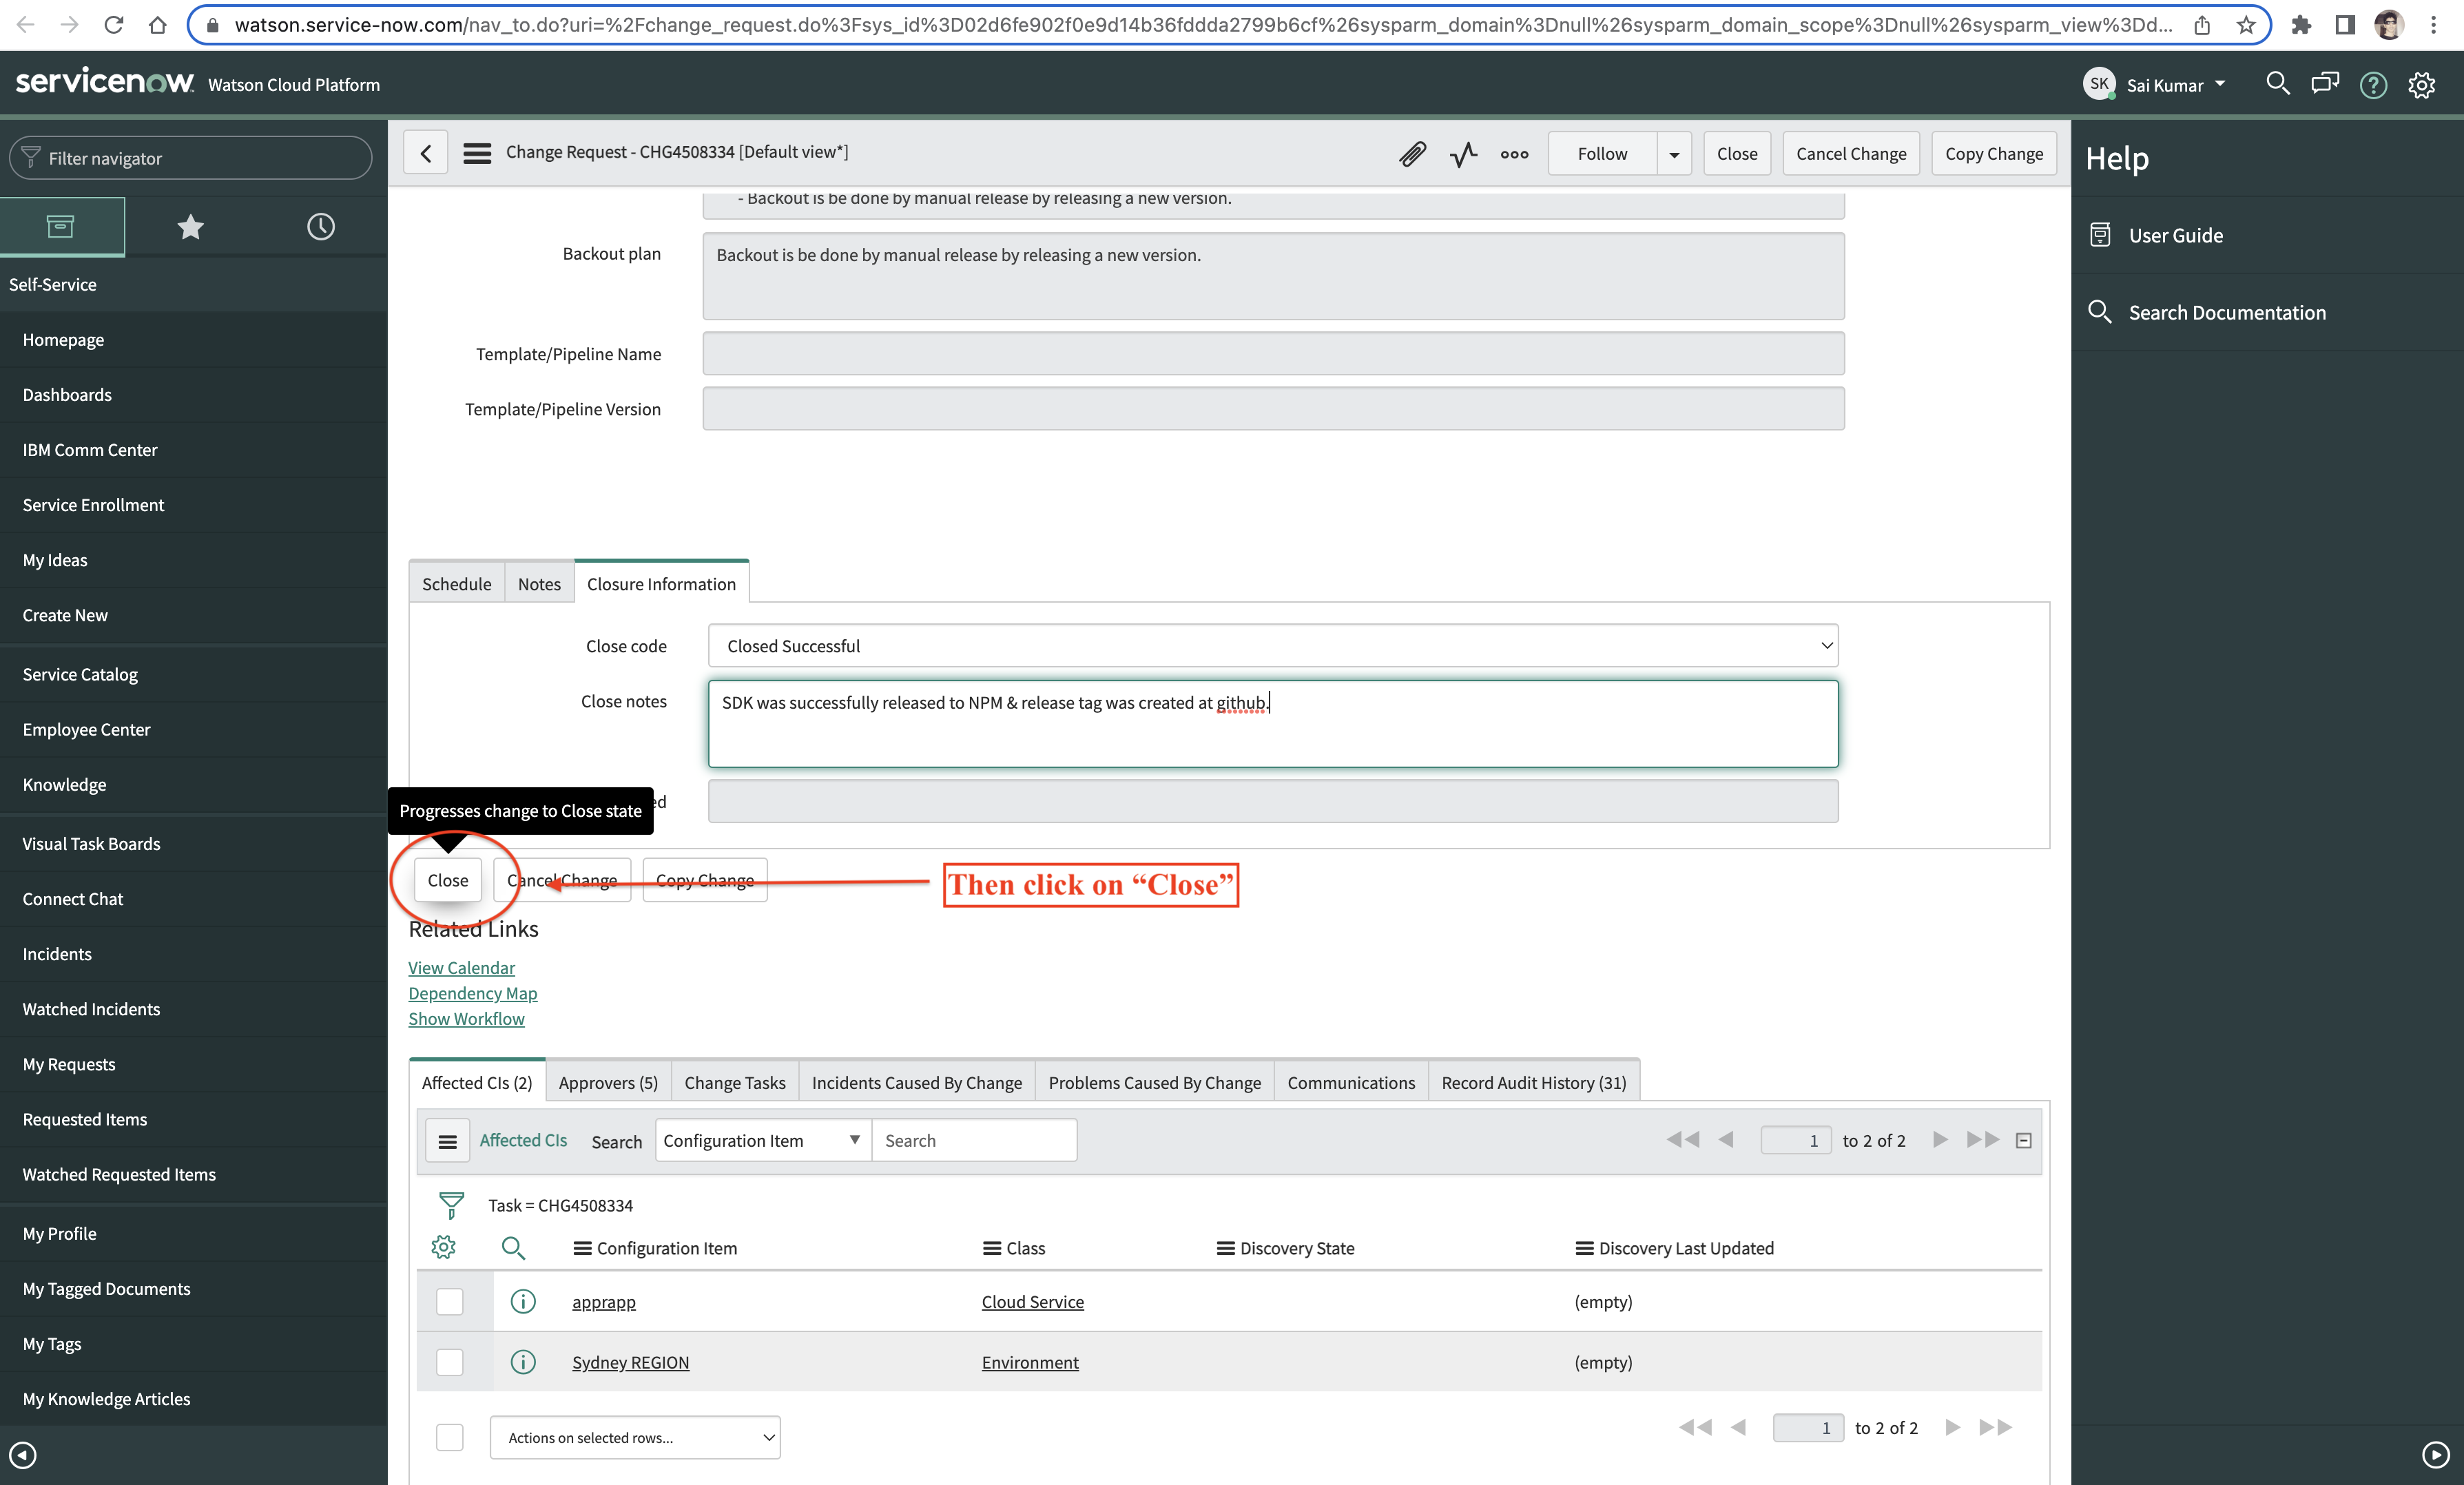 watson.service-now.com/nav_to.do?uri=%2Fchange_request.do%3Fsys_id%3D02d6fe902f0e9d14b36fddda2799b6cf%26sysparm_domain%3Dnull%26sysparm_domain_scope%3Dnull%26sysparm_view%3Dd...
servicenow Watson Cloud Platform
SK Sai Kumar
Filter navigator
Self-Service
Homepage
Dashboards
IBM Comm Center
Service Enrollment
My Ideas
Create New
Service Catalog
Employee Center
Knowledge
Visual Task Boards
Connect Chat
Incidents
Watched Incidents
My Requests
Requested Items
Watched Requested Items
My Profile
My Tagged Documents
My Tags
My Knowledge Articles
Change Request - CHG4508334 [Default view*]
Follow Close Cancel Change Copy Change
- Backout is be done by manual release by releasing a new version.
Backout plan Backout is be done by manual release by releasing a new version.
Template/Pipeline Name
Template/Pipeline Version
Schedule Notes Closure Information
Close code Closed Successful
Close notes SDK was successfully released to NPM & release tag was created at github.
Progresses change to Close state ed
Close Cancel Change Copy Change Then click on “Close”
Related Links
View Calendar
Dependency Map
Show Workflow
Affected CIs (2) Approvers (5) Change Tasks Incidents Caused By Change Problems Caused By Change Communications Record Audit History (31)
Affected CIs Search Configuration Item Search 1 to 2 of 2
Task = CHG4508334
Configuration Item Class Discovery State Discovery Last Updated
apprapp Cloud Service (empty)
Sydney REGION Environment (empty)
Actions on selected rows... 1 to 2 of 2
Help
User Guide
Search Documentation